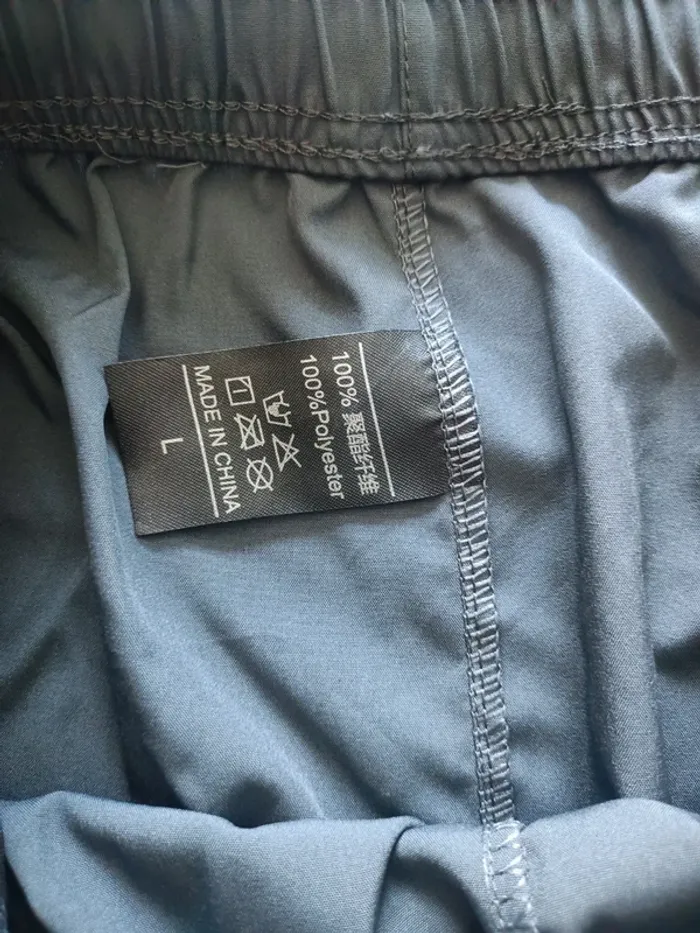 100% 聚酯纤维
100%Polyester
MADE IN CHINA
L